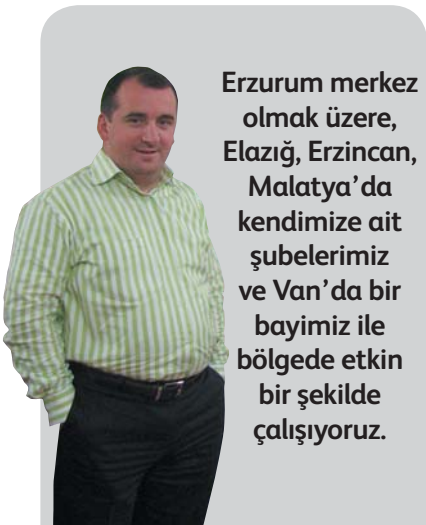 Erzurum merkez
olmak üzere,
Elazığ, Erzincan,
Malatya’da
kendimize ait
şubelerimiz
ve Van’da bir
bayimiz ile
bölgede etkin
bir şekilde
çalışıyoruz.